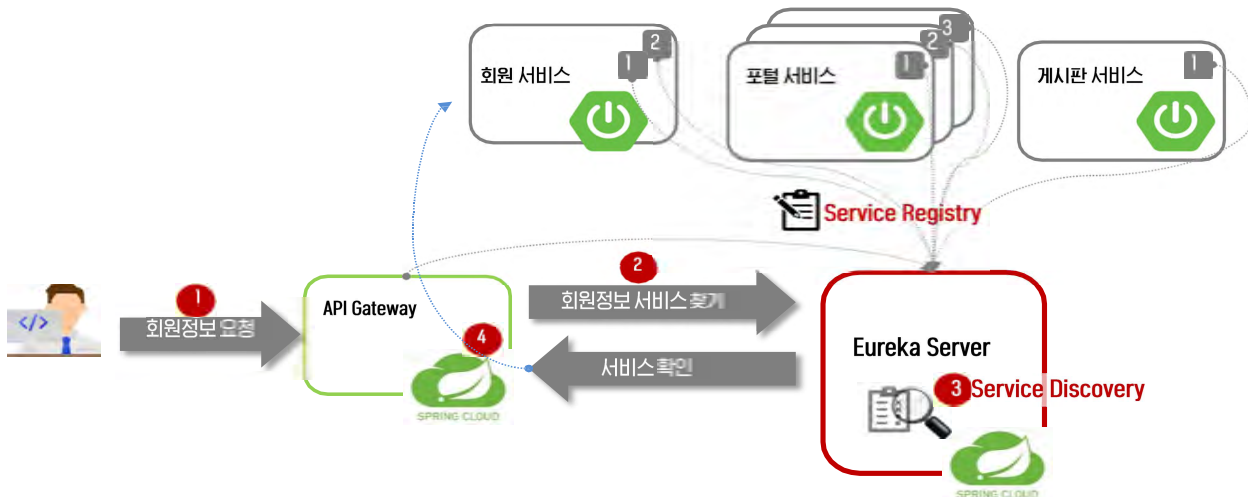 3
2
2
1
1
1
회원 서비스
포털 서비스
게시판 서비스
Service Registry
1
회원정보 요청
API Gateway
2
회원정보 서비스 찾기
4
서비스 확인
SPRING CLOUD
Eureka Server
3 Service Discovery
</>
SPRING CLOUD